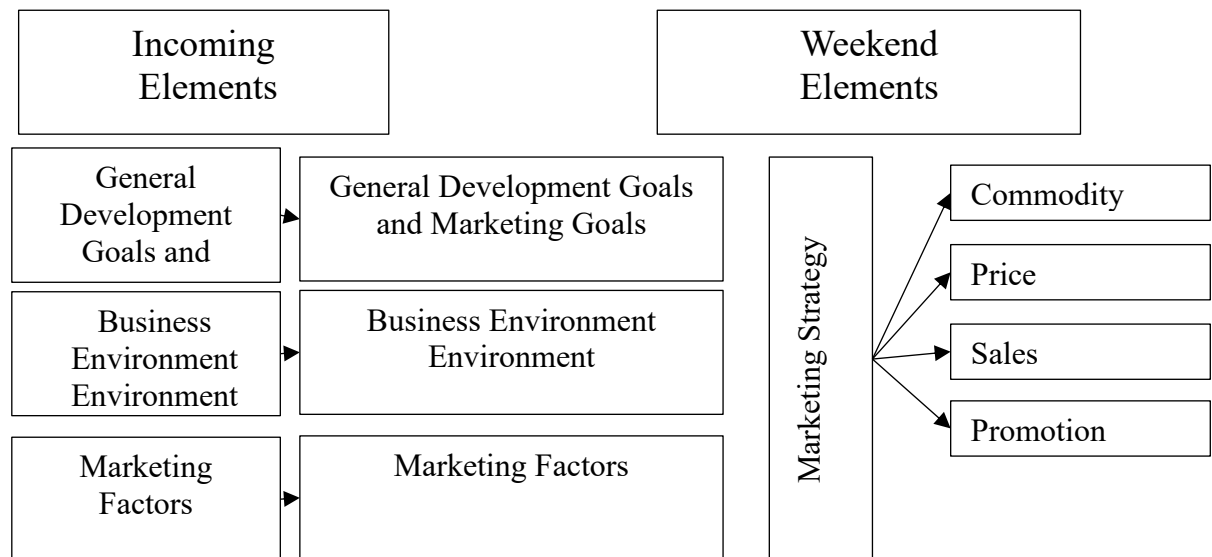 Incoming
Elements
Weekend
Elements
General
Development
Goals and
General Development Goals
and Marketing Goals
Business
Environment
Environment
Business Environment
Environment
Marketing
Factors
Marketing Factors
Marketing Strategy
Commodity
Price
Sales
Promotion